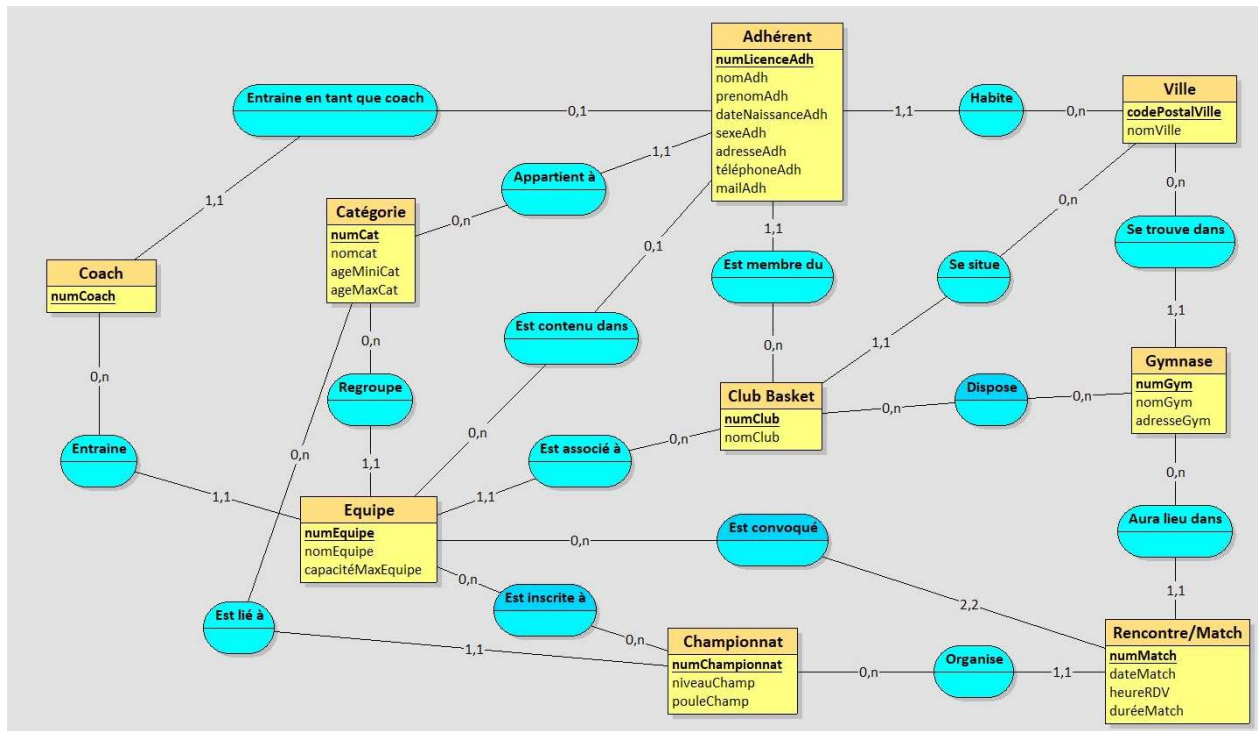 Adhérent
numLicenceAdh
nomAdh
prenomAdh
dateNaissanceAdh
sexeAdh
adresseAdh
téléphoneAdh
mailAdh
Entraine en tant que coach
0,1
1,1
Habite
1,1
0,n
Ville
codePostalVille
nomVille
Appartient à
1,1
0,n
Catégorie
numCat
nomcat
ageMiniCat
ageMaxCat
Coach
numCoach
0,n
Entraine
1,1
0,n
Regroupe
1,1
0,n
Est lié à
1,1
0,1
Est contenu dans
0,n
1,1
Est membre du
0,n
0,n
Se situe
1,1
0,n
Se trouve dans
1,1
Gymnase
numGym
nomGym
adresseGym
Club Basket
numClub
nomClub
0,n
Dispose
0,n
0,n
Est associé à
1,1
Equipe
numEquipe
nomEquipe
capacitéMaxEquipe
0,n
Est convoqué
2,2
0,n
Aura lieu dans
1,1
0,n
Est inscrite à
0,n
Championnat
numChampionnat
niveauChamp
pouleChamp
0,n
Organise
1,1
Rencontre/Match
numMatch
dateMatch
heureRDV
duréeMatch